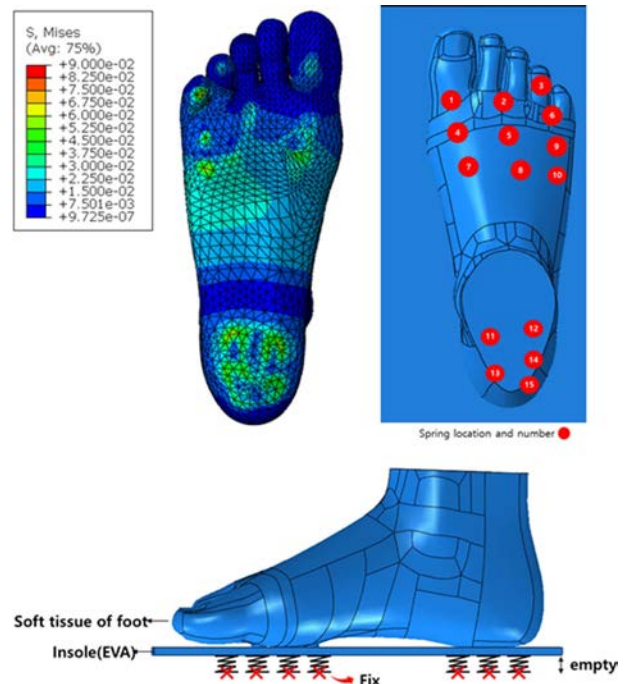 S, Mises
(Avg: 75%)
+9.000e-02
+8.250e-02
+7.500e-02
+6.750e-02
+6.000e-02
+5.250e-02
+4.500e-02
+3.750e-02
+2.250e-02
+1.500e-02
+7.501e-03
+9.725e-07
1
2
3
4
5
6
7
8
9
10
11
12
13
14
15
Spring location and number
Soft tissue of foot
Insole(EVA)
empty
Fix